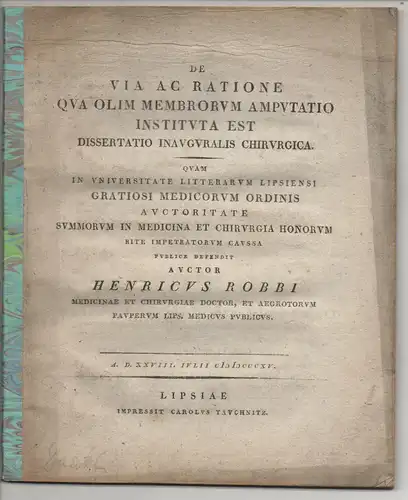 DE
VIA AC RATIONE
QVA OLIM MEMBRORVM AMPVTATIO
INSTITVTA EST
DISSERTATIO INAVGVRALIS CHIRVRGICA.
QVAM
IN VNIVERSITATE LITTERARVM LIPSIENSI
GRATIOSI MEDICORVM ORDINIS
AVCTORITATE
SVMMORVM IN MEDICINA ET CHIRVRGIA HONORVM
RITE IMPETRATORVM CAVSSA
PVBLICE DEFENDIT
AVCTOR
HENRICVS ROBBI
MEDICINAE ET CHIRVRGIAE DOCTOR, ET AEGROTORVM
PAVPERVM LIPS. MEDICVS PVBLICVS.
A. D. XXVIII. IVLII CIƆIƆCCCXV.
LIPSIAE
IMPRESSIT CAROLVS TAVCHNITZ.